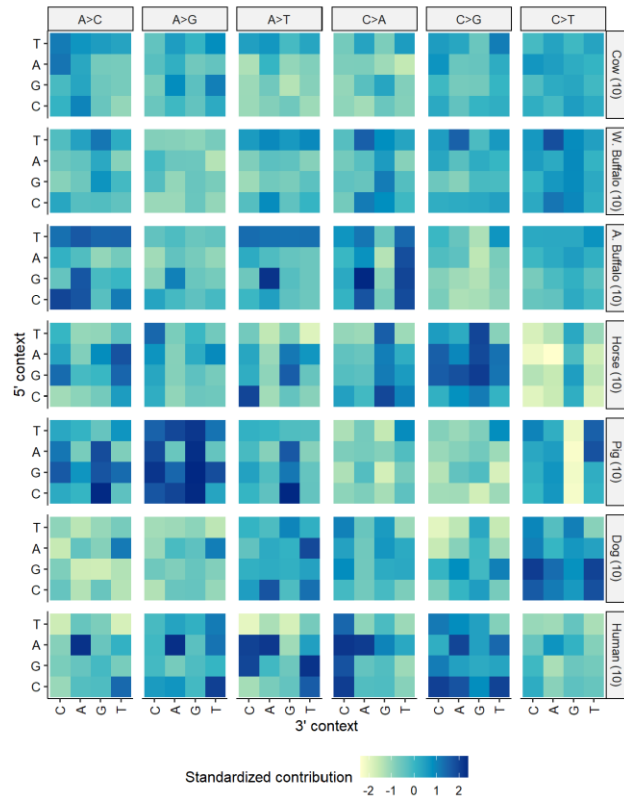 A>C A>G A>T C>A C>G C>T
T
A
G
C
Cow (10)
T
A
G
C
W. Buffalo (10)
T
A
G
C
A. Buffalo (10)
5' context
T
A
G
C
Horse (10)
T
A
G
C
Pig (10)
T
A
G
C
Dog (10)
T
A
G
C
Human (10)
C A G T C A G T C A G T C A G T C A G T C A G T
3' context
Standardized contribution
-2 -1 0 1 2